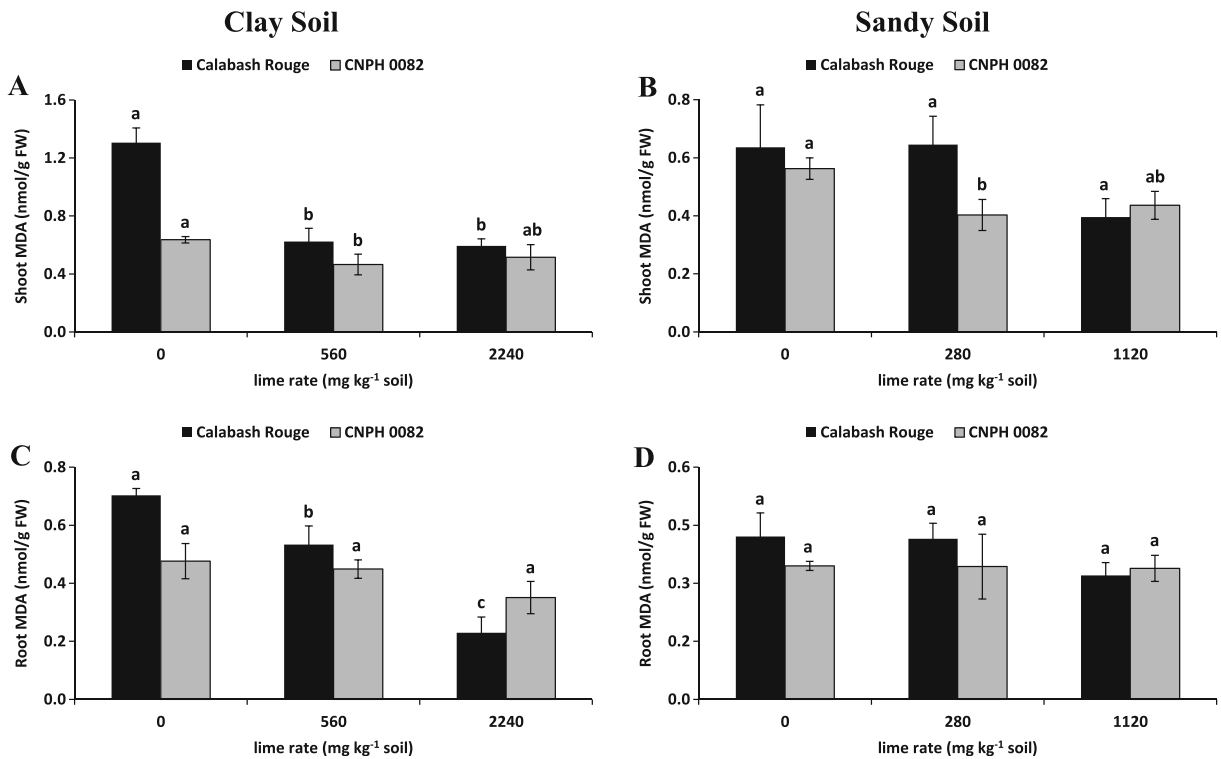 Clay Soil
Sandy Soil
Calabash Rouge CNPH 0082
A
Shoot MDA (nmol/g FW)
1.6
1.2
0.8
0.4
0.0
a
a
b
b
b
ab
0 560 2240
lime rate (mg kg⁻¹ soil)
Calabash Rouge CNPH 0082
B
Shoot MDA (nmol/g FW)
0.8
0.6
0.4
0.2
0.0
a
a
a
b
a
ab
0 280 1120
lime rate (mg kg⁻¹ soil)
Calabash Rouge CNPH 0082
C
Root MDA (nmol/g FW)
0.8
0.6
0.4
0.2
0.0
a
a
b
a
c
a
0 560 2240
lime rate (mg kg⁻¹ soil)
Calabash Rouge CNPH 0082
D
Root MDA (nmol/g FW)
0.6
0.5
0.3
0.2
0.0
a
a
a
a
a
a
0 280 1120
lime rate (mg kg⁻¹ soil)